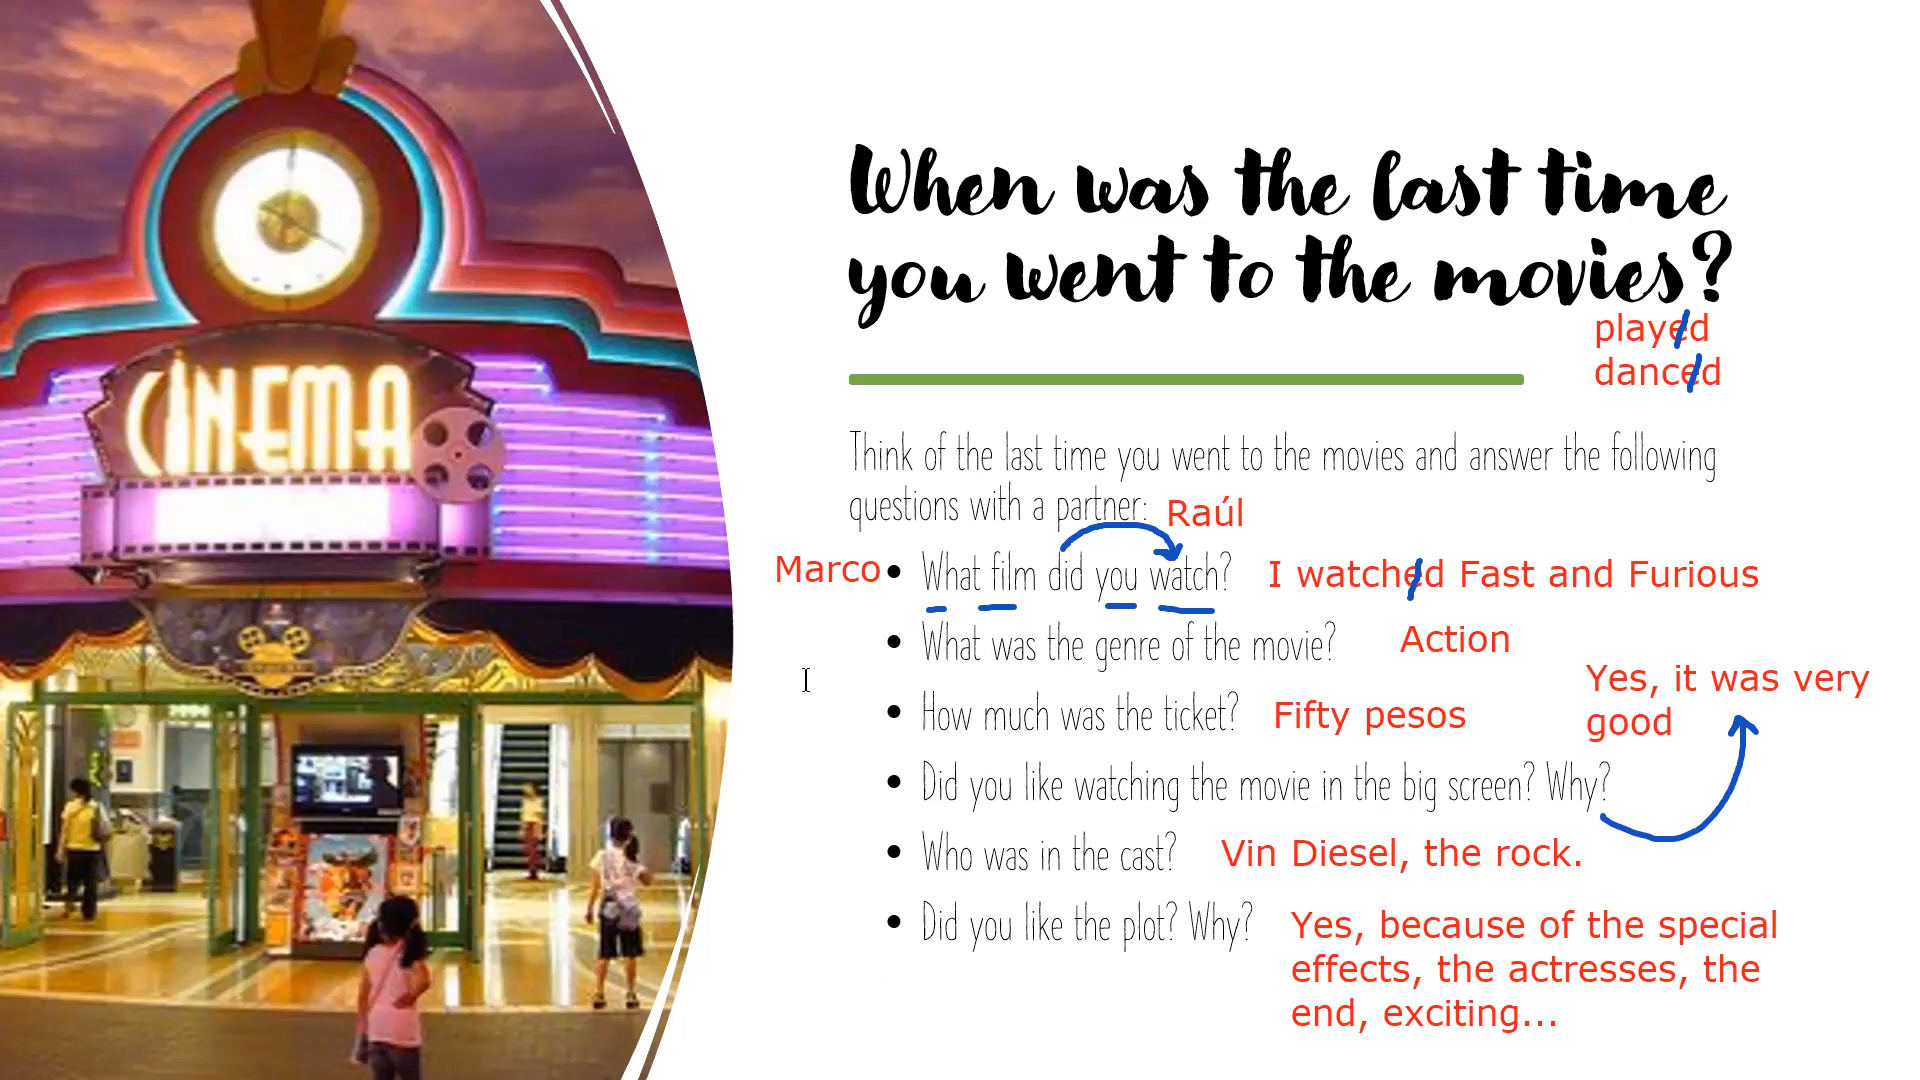 CINEMA
When was the last time
you went to the movies?
played
danced
Think of the last time you went to the movies and answer the following
questions with a partner: Raúl
Marco • What film did you watch? I watched Fast and Furious
• What was the genre of the movie? Action
• How much was the ticket? Fifty pesos
Yes, it was very
good
• Did you like watching the movie in the big screen? Why?
• Who was in the cast? Vin Diesel, the rock.
• Did you like the plot? Why? Yes, because of the special
effects, the actresses, the
end, exciting...